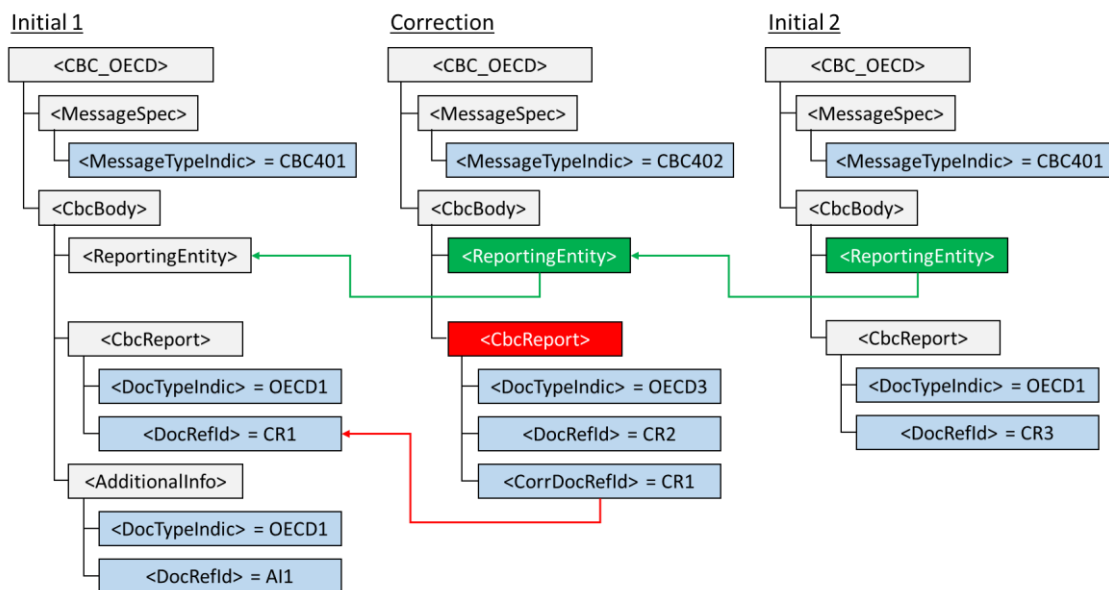 Initial 1
<CBC_OECD>
<MessageSpec>
<MessageTypeIndic> = CBC401
<CbcBody>
<ReportingEntity>
<CbcReport>
<DocTypeIndic> = OECD1
<DocRefId> = CR1
<AdditionalInfo>
<DocTypeIndic> = OECD1
<DocRefId> = AI1
Correction
<CBC_OECD>
<MessageSpec>
<MessageTypeIndic> = CBC402
<CbcBody>
<ReportingEntity>
<CbcReport>
<DocTypeIndic> = OECD3
<DocRefId> = CR2
<CorrDocRefId> = CR1
Initial 2
<CBC_OECD>
<MessageSpec>
<MessageTypeIndic> = CBC401
<CbcBody>
<ReportingEntity>
<CbcReport>
<DocTypeIndic> = OECD1
<DocRefId> = CR3